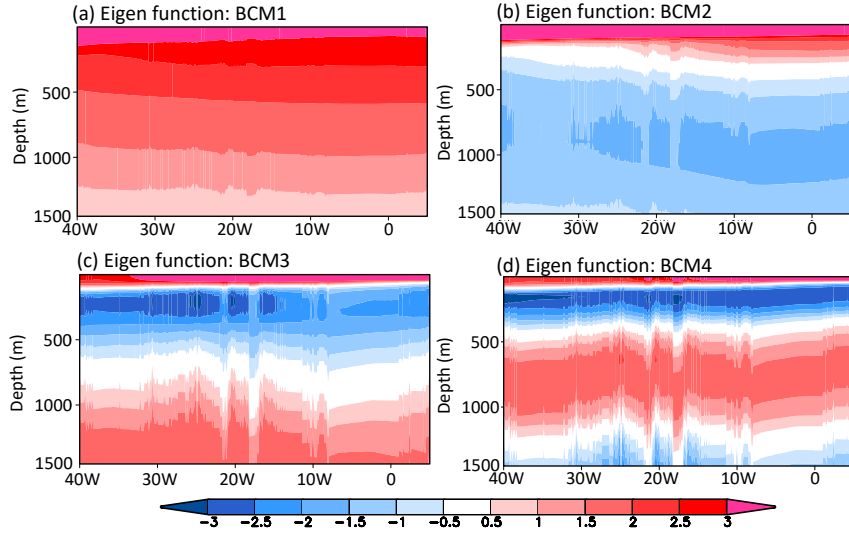 (a) Eigen function: BCM1
(b) Eigen function: BCM2
Depth (m)
500
1000
1500
40W 30W 20W 10W 0
Depth (m)
500
1000
1500
40W 30W 20W 10W 0
(c) Eigen function: BCM3
(d) Eigen function: BCM4
Depth (m)
500
1000
1500
40W 30W 20W 10W 0
Depth (m)
500
1000
1500
40W 30W 20W 10W 0
-3 -2.5 -2 -1.5 -1 -0.5 0.5 1 1.5 2 2.5 3